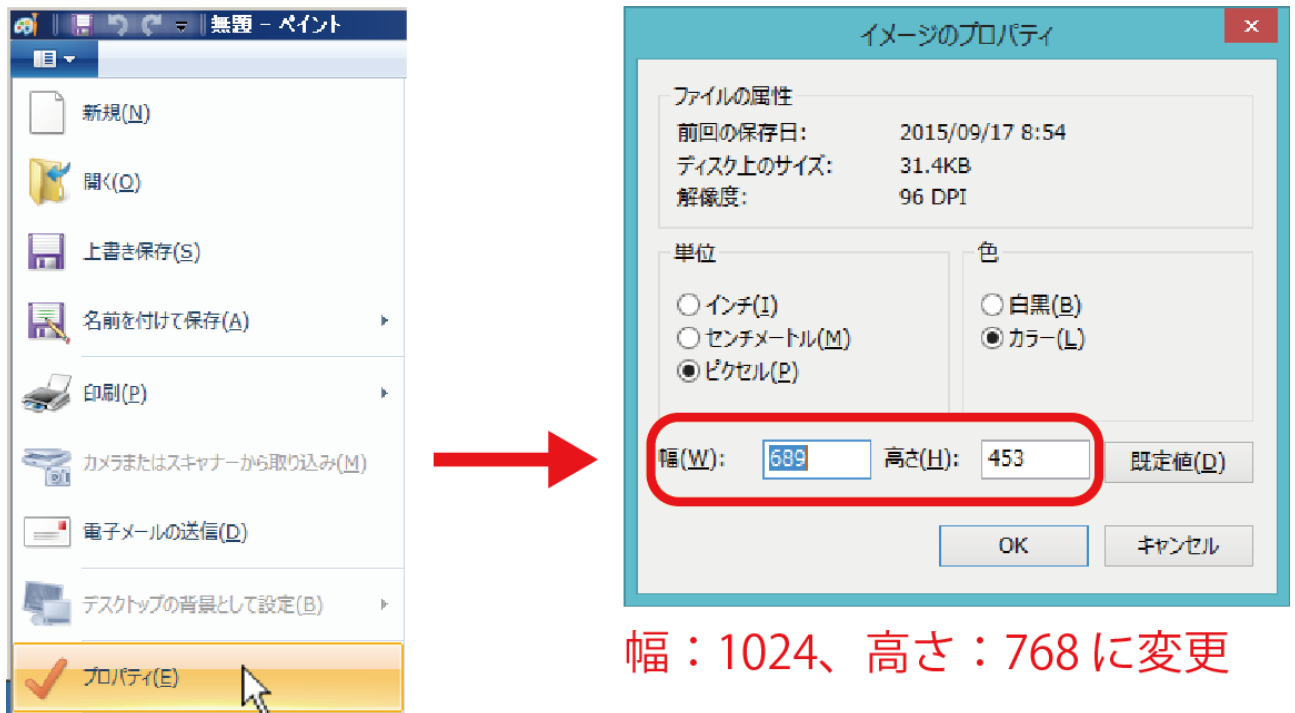 無題 - ペイント
新規(N)
開く(O)
上書き保存(S)
名前を付けて保存(A)
印刷(P)
カメラまたはスキャナーから取り込み(M)
電子メールの送信(D)
デスクトップの背景として設定(B)
プロパティ(E)
イメージのプロパティ
ファイルの属性
前回の保存日: 2015/09/17 8:54
ディスク上のサイズ: 31.4KB
解像度: 96 DPI
単位
インチ(I)
センチメートル(M)
ピクセル(P)
色
白黒(B)
カラー(L)
幅(W): 689 高さ(H): 453 既定値(D)
OK キャンセル
幅：1024、高さ：768 に変更